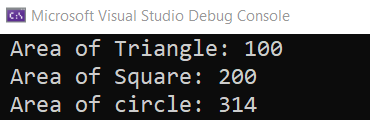 C:\ Microsoft Visual Studio Debug Console
Area of Triangle: 100
Area of Square: 200
Area of circle: 314